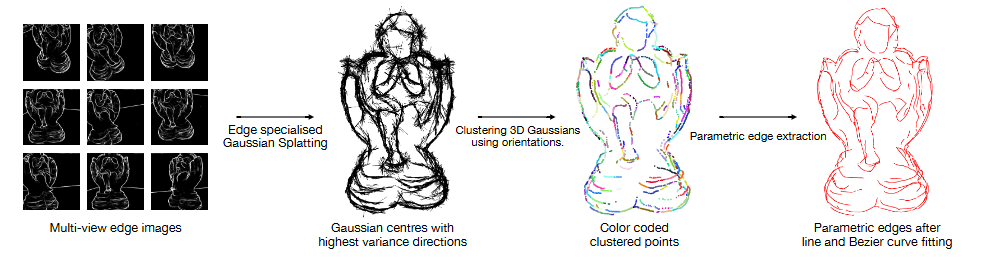 Edge specialised
Gaussian Splatting
Clustering 3D Gaussians
using orientations.
Parametric edge extraction
Multi-view edge images
Gaussian centres with
highest variance directions
Color coded
clustered points
Parametric edges after
line and Bezier curve fitting